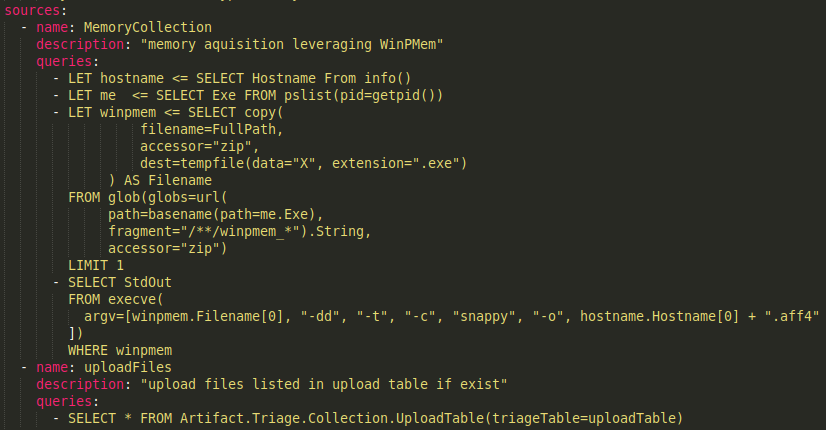 sources:
  - name: MemoryCollection
    description: "memory aquisition leveraging WinPMem"
    queries:
      - LET hostname <= SELECT Hostname From info()
      - LET me  <= SELECT Exe FROM pslist(pid=getpid())
      - LET winpmem <= SELECT copy(
                 filename=FullPath,
                 accessor="zip",
                 dest=tempfile(data="X", extension=".exe")
             ) AS Filename
        FROM glob(globs=url(
             path=basename(path=me.Exe),
             fragment="/**/winpmem_*").String,
             accessor="zip")
        LIMIT 1
      - SELECT StdOut
        FROM execve(
          argv=[winpmem.Filename[0], "-dd", "-t", "-c", "snappy", "-o", hostname.Hostname[0] + ".aff4"
        ])
        WHERE winpmem
  - name: uploadFiles
    description: "upload files listed in upload table if exist"
    queries:
      - SELECT * FROM Artifact.Triage.Collection.UploadTable(triageTable=uploadTable)